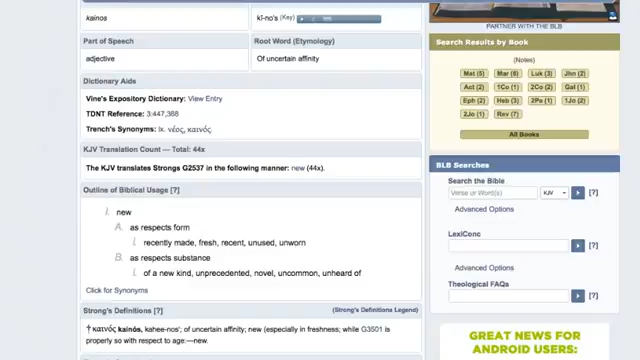 kainos
kī-no's (Key)
PARTNER WITH THE BLB
Part of Speech
Root Word (Etymology)
adjective
Of uncertain affinity
Dictionary Aids
Vine's Expository Dictionary: View Entry
TDNT Reference: 3:447,388
Trench's Synonyms: lx. νέος, καινός.
KJV Translation Count — Total: 44x
The KJV translates Strongs G2537 in the following manner: new (44x).
Outline of Biblical Usage [?]
I. new
A. as respects form
i. recently made, fresh, recent, unused, unworn
B. as respects substance
i. of a new kind, unprecedented, novel, uncommon, unheard of
Click for Synonyms
Strong's Definitions [?]
(Strong's Definitions Legend)
†καινός kainós, kahee-nos'; of uncertain affinity; new (especially in freshness; while G3501 is
properly so with respect to age:—new.
Search Results by Book
(Notes)
Mat (5) Mar (6) Luk (3) Jhn (2)
Act (2) 1Co (1) 2Co (2) Gal (1)
Eph (2) Heb (3) 2Pe (1) 1Jo (2)
2Jo (1) Rev (7)
All Books
BLB Searches
Search the Bible
Verse or Word(s) KJV [?]
Advanced Options
LexiConc
[?]
Advanced Options
Theological FAQs
[?]
GREAT NEWS FOR
ANDROID USERS: